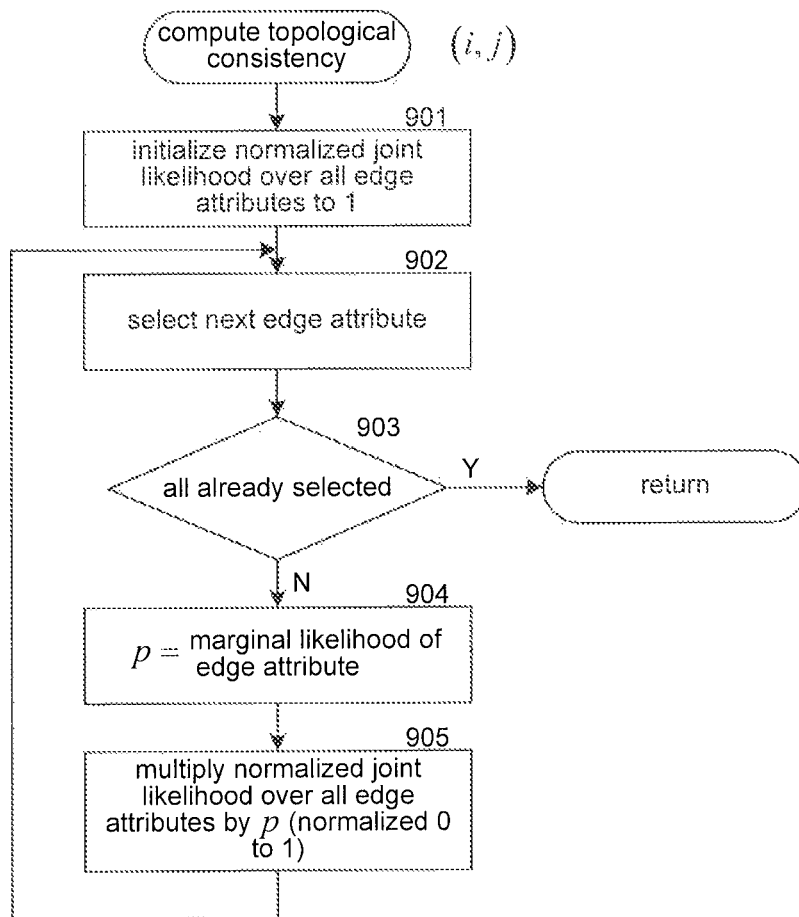 compute topological
consistency
(i, j)
901
initialize normalized joint
likelihood over all edge
attributes to 1
902
select next edge attribute
903
all already selected
Y
return
N
904
p = marginal likelihood of
edge attribute
905
multiply normalized joint
likelihood over all edge
attributes by p (normalized 0
to 1)